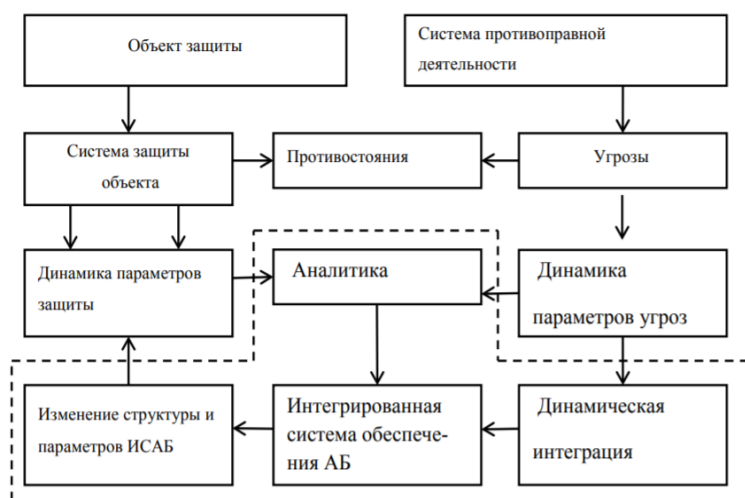 Объект защиты
Система противоправной
деятельности
Система защиты
объекта
Противостояния
Угрозы
Динамика параметров
защиты
Аналитика
Динамика
параметров угроз
Изменение структуры и
параметров ИСАБ
Интегрированная
система обеспече-
ния АБ
Динамическая
интеграция